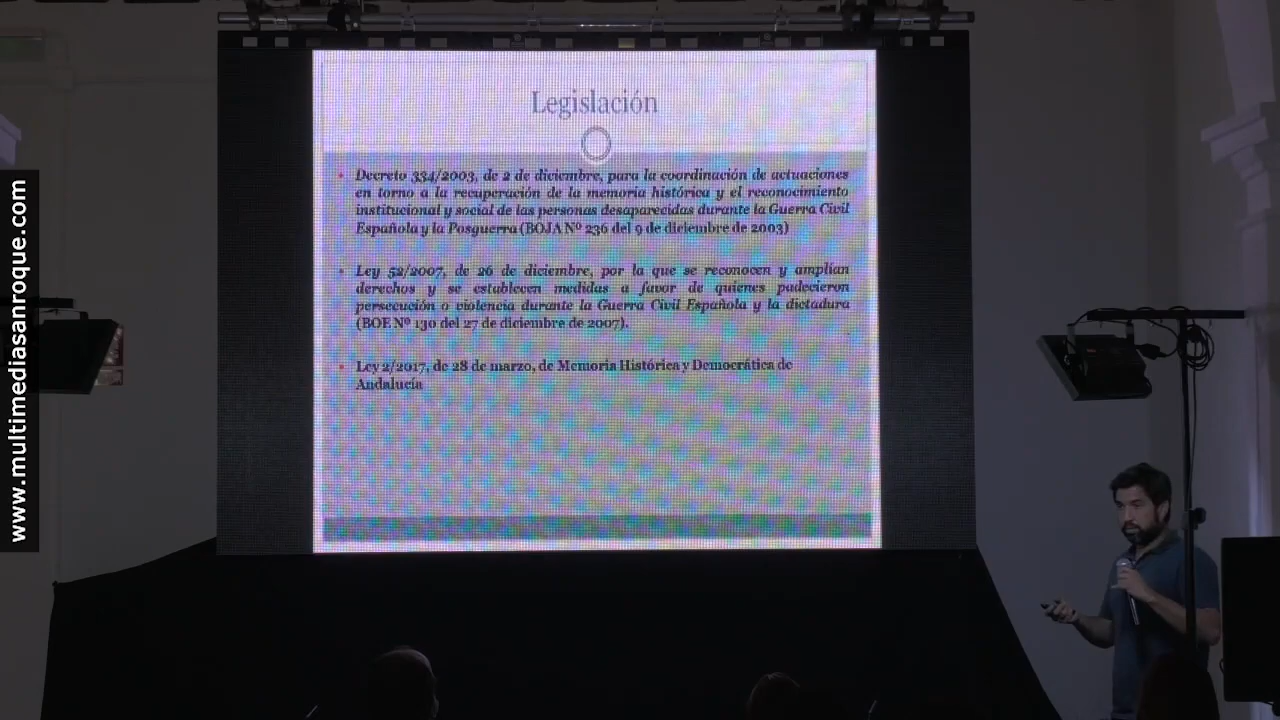 Legislación
Decreto 334/2003, de 2 de diciembre, para la coordinación de actuaciones
en torno a la recuperación de la memoria histórica y el reconocimiento
institucional y social de las personas desaparecidas durante la Guerra Civil
Española y la Posguerra (BOJA Nº 236 del 9 de diciembre de 2003)
Ley 52/2007, de 26 de diciembre, por la que se reconocen y amplían
derechos y se establecen medidas a favor de quienes padecieron
persecución o violencia durante la Guerra Civil Española y la dictadura
(BOE Nº 130 del 27 de diciembre de 2007).
Ley 2/2017, de 28 de marzo, de Memoria Histórica y Democrática de
Andalucía
www.multimediasanroque.com